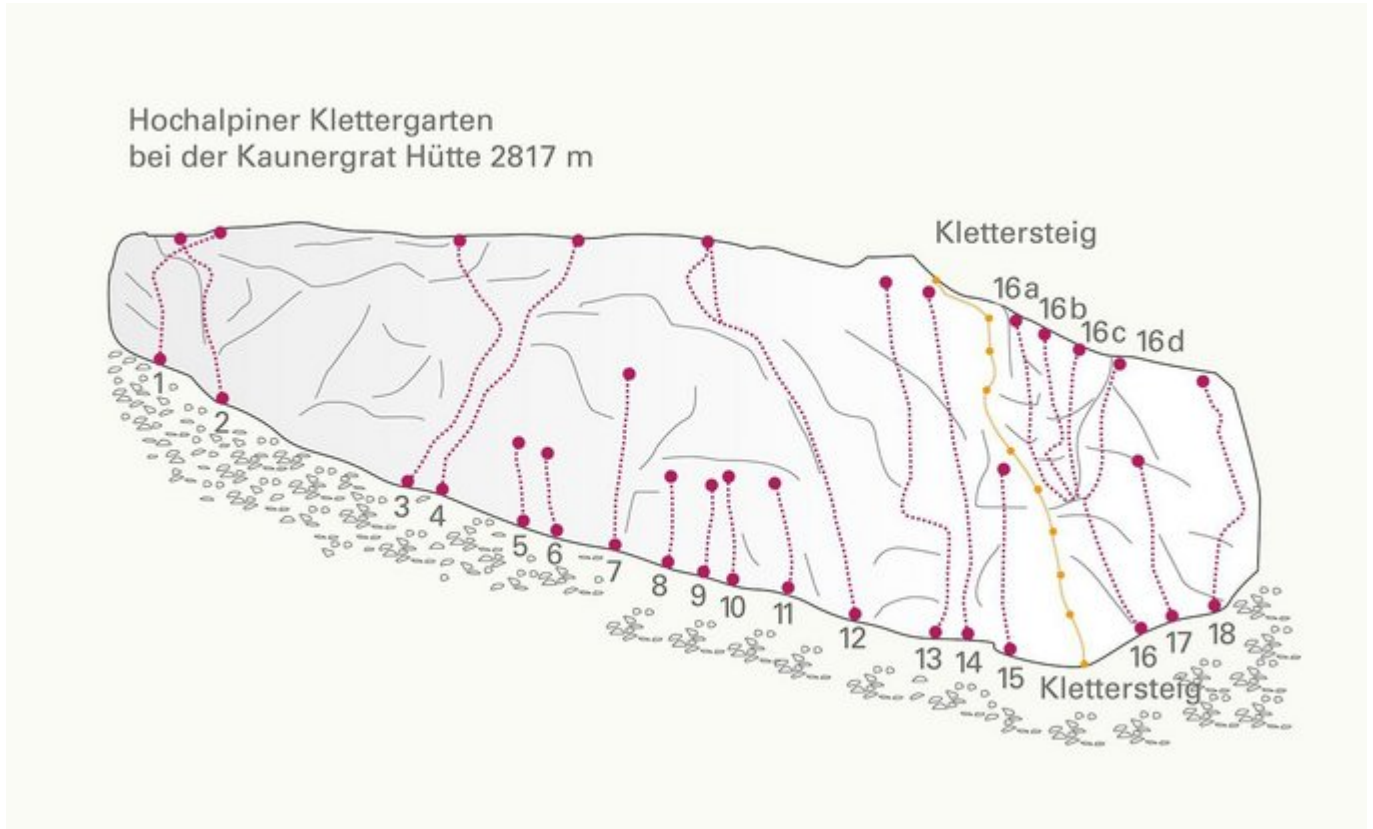 Hochalpiner Klettergarten
bei der Kaunergrat Hütte 2817 m
Klettersteig
16a
16b
16c
16d
1
2
3
4
5
6
7
8
9
10
11
12
13
14
15
16
17
18
Klettersteig